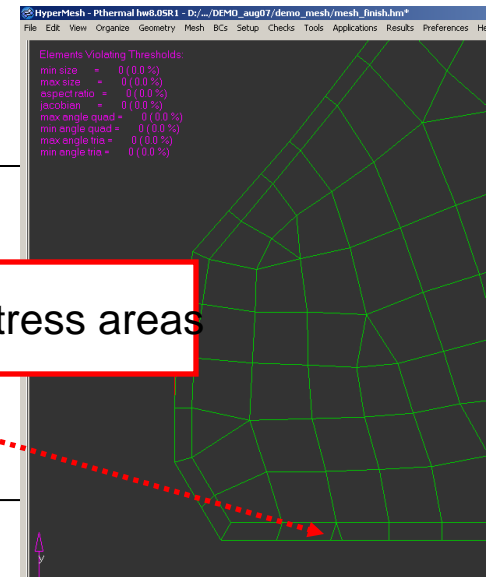 HyperMesh - Pthermal hw8.0SR1 - D:/.../DEMO_aug07/demo_mesh/mesh_finish.hm*
File Edit View Organize Geometry Mesh BCs Setup Checks Tools Applications Results Preferences He
Elements Violating Thresholds:
min size = 0 ( 0.0 %)
max size = 0 ( 0.0 %)
aspect ratio = 0 ( 0.0 %)
jacobian = 0 ( 0.0 %)
max angle quad = 0 ( 0.0 %)
min angle quad = 0 ( 0.0 %)
max angle tria = 0 ( 0.0 %)
min angle tria = 0 ( 0.0 %)
tress areas
y